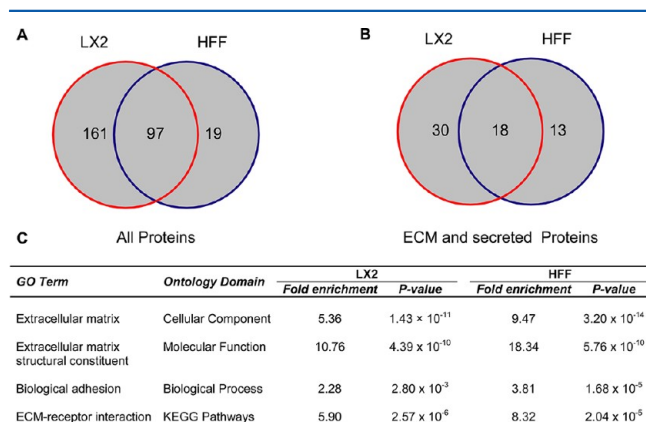 A
B
LX2 HFF
LX2 HFF
161 97 19
30 18 13
C All Proteins ECM and secreted Proteins
GO Term Ontology Domain LX2 HFF
Fold enrichment P-value Fold enrichment P-value
Extracellular matrix Cellular Component 5.36 1.43 × 10⁻¹¹ 9.47 3.20 x 10⁻¹⁴
Extracellular matrix structural constituent Molecular Function 10.76 4.39 x 10⁻¹⁰ 18.34 5.76 x 10⁻¹⁰
Biological adhesion Biological Process 2.28 2.80 x 10⁻³ 3.81 1.68 x 10⁻⁵
ECM-receptor interaction KEGG Pathways 5.90 2.57 x 10⁻⁶ 8.32 2.04 x 10⁻⁵